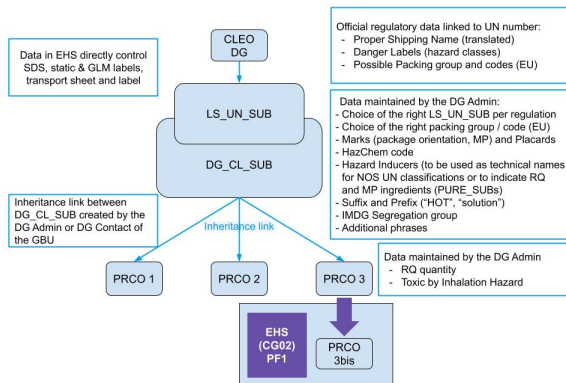 CLEO
DG
Official regulatory data linked to UN number:
- Proper Shipping Name (translated)
- Danger Labels (hazard classes)
- Possible Packing group and codes (EU)
Data in EHS directly control
SDS, static & GLM labels,
transport sheet and label
LS_UN_SUB
DG_CL_SUB
Data maintained by the DG Admin:
- Choice of the right LS_UN_SUB per regulation
- Choice of the right packing group / code (EU)
- Marks (package orientation, MP) and Placards
- HazChem code
- Hazard Inducers (to be used as technical names
for NOS UN classifications or to indicate RQ
and MP ingredients (PURE_SUBs)
- Suffix and Prefix ("HOT", "solution")
- IMDG Segregation group
- Additional phrases
Inheritance link between
DG_CL_SUB created by the
DG Admin or DG Contact of the
GBU
Inheritance link
PRCO 1
PRCO 2
PRCO 3
Data maintained by the DG Admin
- RQ quantity
- Toxic by Inhalation Hazard
EHS
(CG02)
PF1
PRCO
3bis